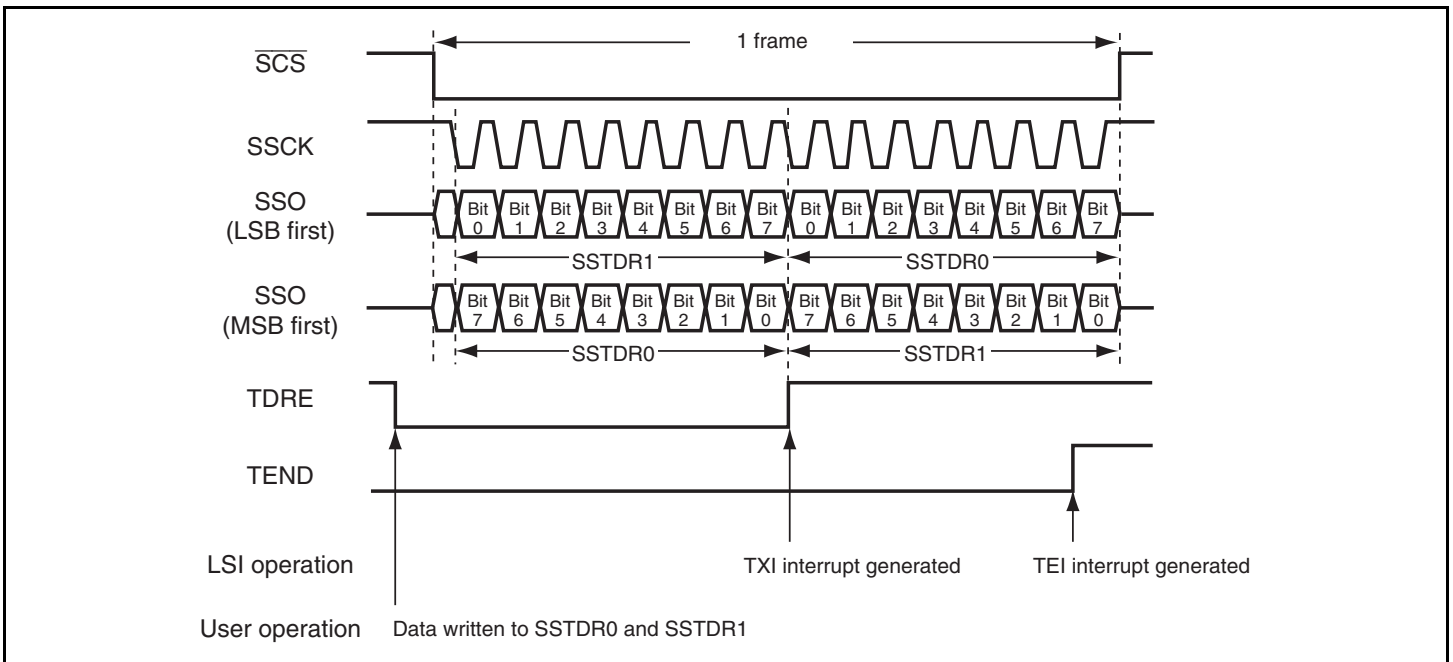 1 frame
SCS
SSCK
SSO
(LSB first)
Bit 0 Bit 1 Bit 2 Bit 3 Bit 4 Bit 5 Bit 6 Bit 7 Bit 0 Bit 1 Bit 2 Bit 3 Bit 4 Bit 5 Bit 6 Bit 7
SSTDR1 SSTDR0
SSO
(MSB first)
Bit 7 Bit 6 Bit 5 Bit 4 Bit 3 Bit 2 Bit 1 Bit 0 Bit 7 Bit 6 Bit 5 Bit 4 Bit 3 Bit 2 Bit 1 Bit 0
SSTDR0 SSTDR1
TDRE
TEND
LSI operation TXI interrupt generated TEI interrupt generated
User operation Data written to SSTDR0 and SSTDR1